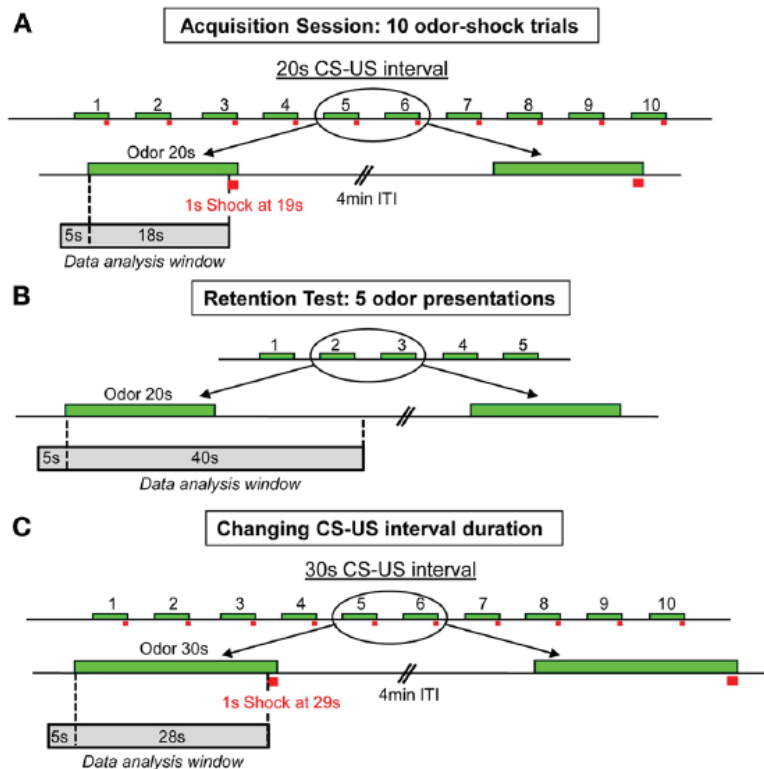 A
Acquisition Session: 10 odor-shock trials
20s CS-US interval
1 2 3 4 5 6 7 8 9 10
Odor 20s
4min ITI
1s Shock at 19s
5s 18s
Data analysis window
B
Retention Test: 5 odor presentations
1 2 3 4 5
Odor 20s
5s 40s
Data analysis window
C
Changing CS-US interval duration
30s CS-US interval
1 2 3 4 5 6 7 8 9 10
Odor 30s
4min ITI
1s Shock at 29s
5s 28s
Data analysis window